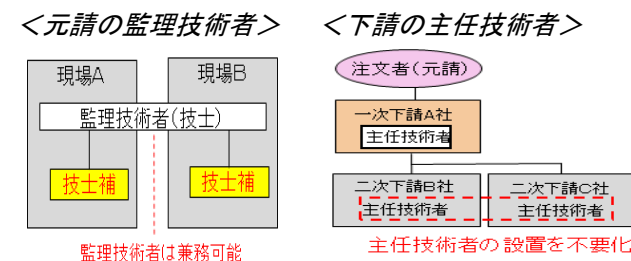 ＜元請の監理技術者＞
現場A
現場B
監理技術者(技士)
技士補
技士補
監理技術者は兼務可能
＜下請の主任技術者＞
注文者(元請)
一次下請A社
主任技術者
二次下請B社
主任技術者
二次下請C社
主任技術者
主任技術者の設置を不要化